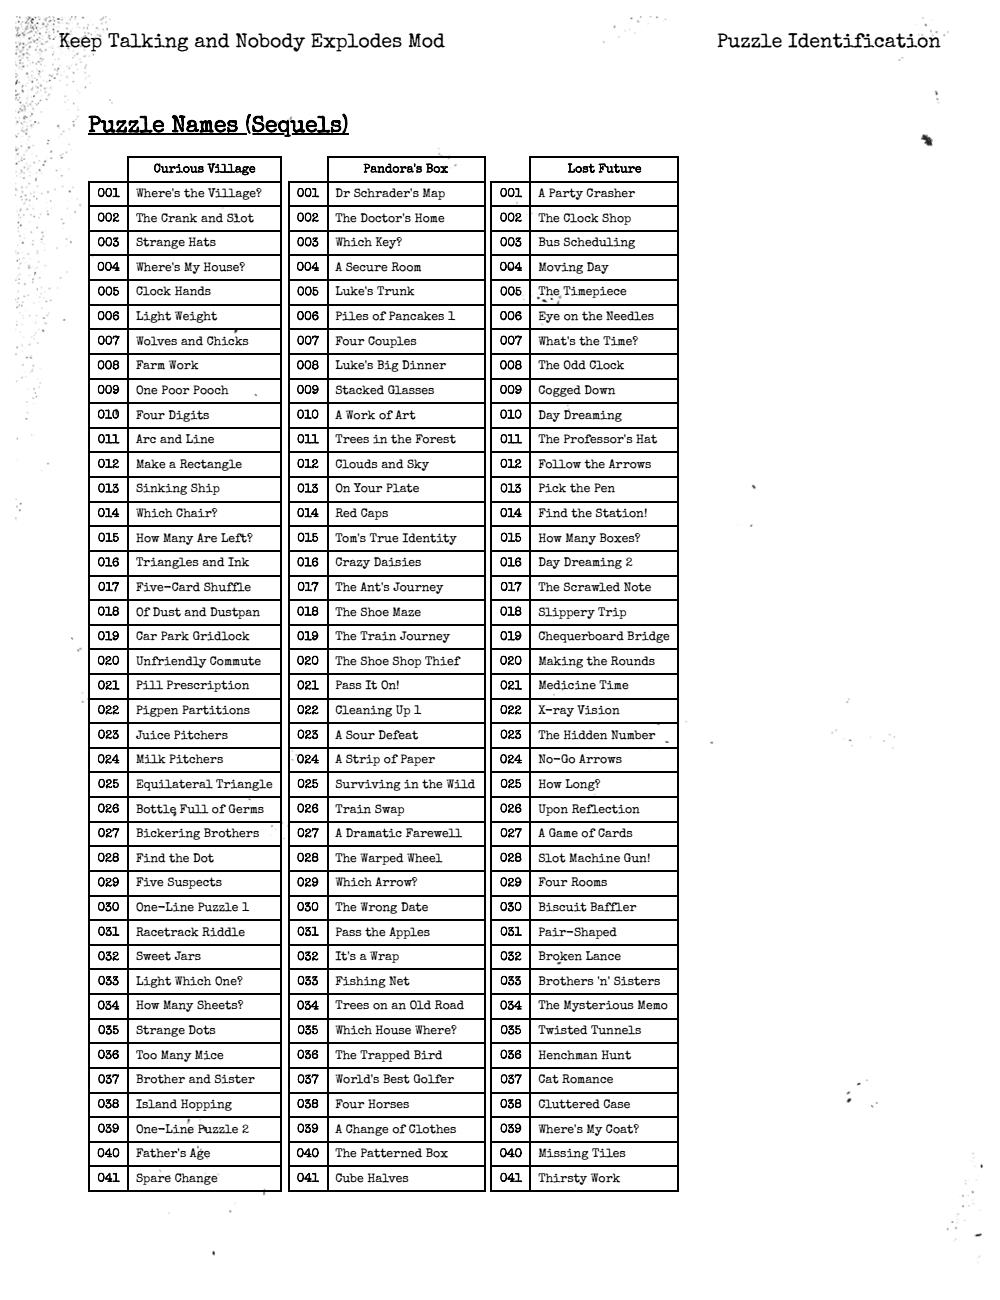 Keep Talking and Nobody Explodes Mod Puzzle Identification
Puzzle Names (Sequels)
Curious Village Pandora's Box Lost Future
001 Where's the Village? 001 Dr Schrader's Map 001 A Party Crasher
002 The Crank and Slot 002 The Doctor's Home 002 The Clock Shop
003 Strange Hats 003 Which Key? 003 Bus Scheduling
004 Where's My House? 004 A Secure Room 004 Moving Day
005 Clock Hands 005 Luke's Trunk 005 The Timepiece
006 Light Weight 006 Piles of Pancakes 1 006 Eye on the Needles
007 Wolves and Chicks 007 Four Couples 007 What's the Time?
008 Farm Work 008 Luke's Big Dinner 008 The Odd Clock
009 One Poor Pooch 009 Stacked Glasses 009 Cogged Down
010 Four Digits 010 A Work of Art 010 Day Dreaming
011 Arc and Line 011 Trees in the Forest 011 The Professor's Hat
012 Make a Rectangle 012 Clouds and Sky 012 Follow the Arrows
013 Sinking Ship 013 On Your Plate 013 Pick the Pen
014 Which Chair? 014 Red Caps 014 Find the Station!
015 How Many Are Left? 015 Tom's True Identity 015 How Many Boxes?
016 Triangles and Ink 016 Crazy Daisies 016 Day Dreaming 2
017 Five-Card Shuffle 017 The Ant's Journey 017 The Scrawled Note
018 Of Dust and Dustpan 018 The Shoe Maze 018 Slippery Trip
019 Car Park Gridlock 019 The Train Journey 019 Chequerboard Bridge
020 Unfriendly Commute 020 The Shoe Shop Thief 020 Making the Rounds
021 Pill Prescription 021 Pass It On! 021 Medicine Time
022 Pigpen Partitions 022 Cleaning Up 1 022 X-ray Vision
023 Juice Pitchers 023 A Sour Defeat 023 The Hidden Number
024 Milk Pitchers 024 A Strip of Paper 024 No-Go Arrows
025 Equilateral Triangle 025 Surviving in the Wild 025 How Long?
026 Bottle Full of Germs 026 Train Swap 026 Upon Reflection
027 Bickering Brothers 027 A Dramatic Farewell 027 A Game of Cards
028 Find the Dot 028 The Warped Wheel 028 Slot Machine Gun!
029 Five Suspects 029 Which Arrow? 029 Four Rooms
030 One-Line Puzzle 1 030 The Wrong Date 030 Biscuit Baffler
031 Racetrack Riddle 031 Pass the Apples 031 Pair-Shaped
032 Sweet Jars 032 It's a Wrap 032 Broken Lance
033 Light Which One? 033 Fishing Net 033 Brothers 'n' Sisters
034 How Many Sheets? 034 Trees on an Old Road 034 The Mysterious Memo
035 Strange Dots 035 Which House Where? 035 Twisted Tunnels
036 Too Many Mice 036 The Trapped Bird 036 Henchman Hunt
037 Brother and Sister 037 World's Best Golfer 037 Cat Romance
038 Island Hopping 038 Four Horses 038 Cluttered Case
039 One-Line Puzzle 2 039 A Change of Clothes 039 Where's My Coat?
040 Father's Age 040 The Patterned Box 040 Missing Tiles
041 Spare Change 041 Cube Halves 041 Thirsty Work